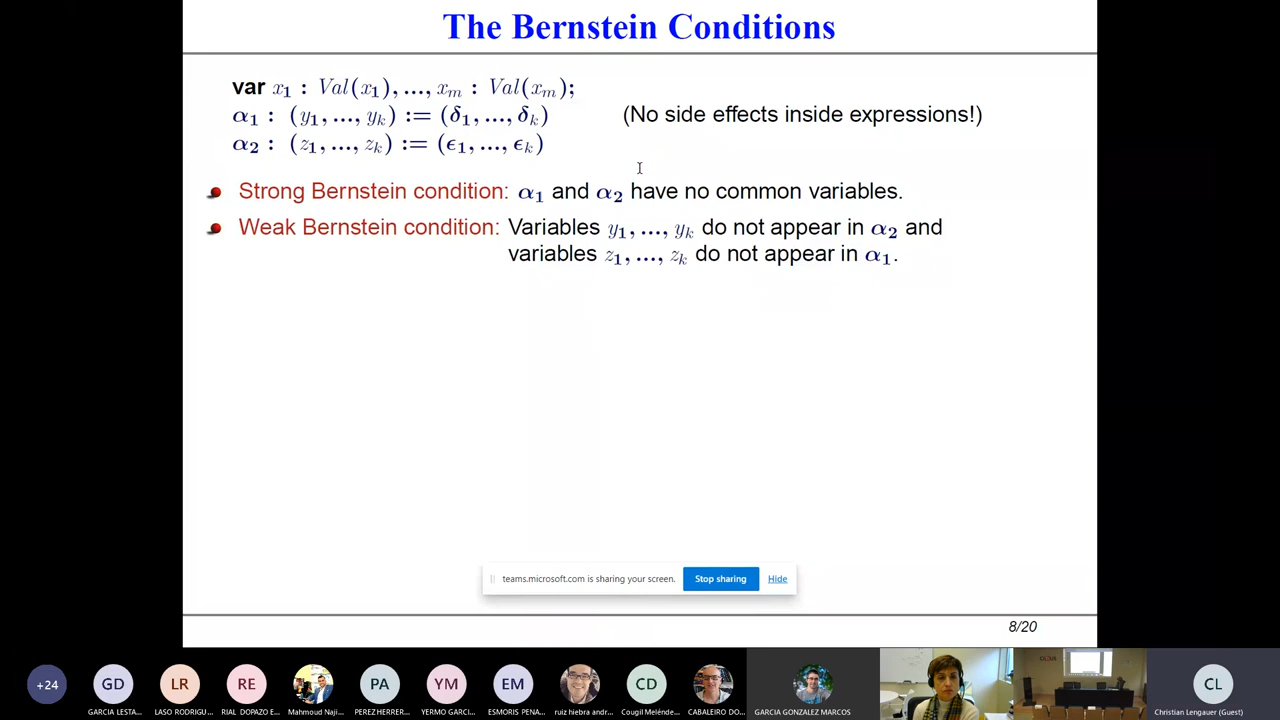 The Bernstein Conditions
var x₁ : Val(x₁), ..., xₘ : Val(xₘ);
α₁ : (y₁, ..., yₖ) := (δ₁, ..., δₖ) (No side effects inside expressions!)
α₂ : (z₁, ..., zₖ) := (ϵ₁, ..., ϵₖ)
Strong Bernstein condition: α₁ and α₂ have no common variables.
Weak Bernstein condition: Variables y₁, ..., yₖ do not appear in α₂ and
variables z₁, ..., zₖ do not appear in α₁.
teams.microsoft.com is sharing your screen. Stop sharing Hide
8/20
+24 GD LR RE PA YM EM CD CL
GARCIA LESTA... LASO RODRIGU... RIAL DOPAZO E... Mahmoud Naji... PEREZ HERRER... YERMO GARCI... ESMORIS PENA... ruiz hiebra andr... Cougil Meléndez... CABALEIRO DO... GARCIA GONZALEZ MARCOS Christian Lengauer (Guest)